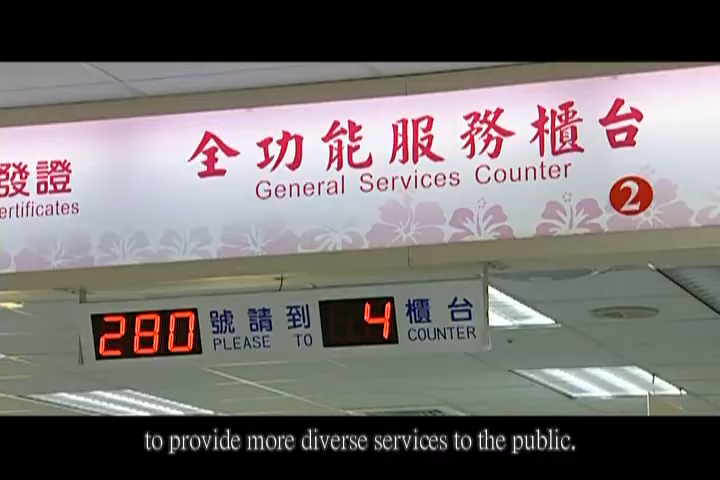 發證
ertificates
全功能服務櫃台
General Services Counter
2
280 號請到 4 櫃台
PLEASE TO COUNTER
to provide more diverse services to the public.